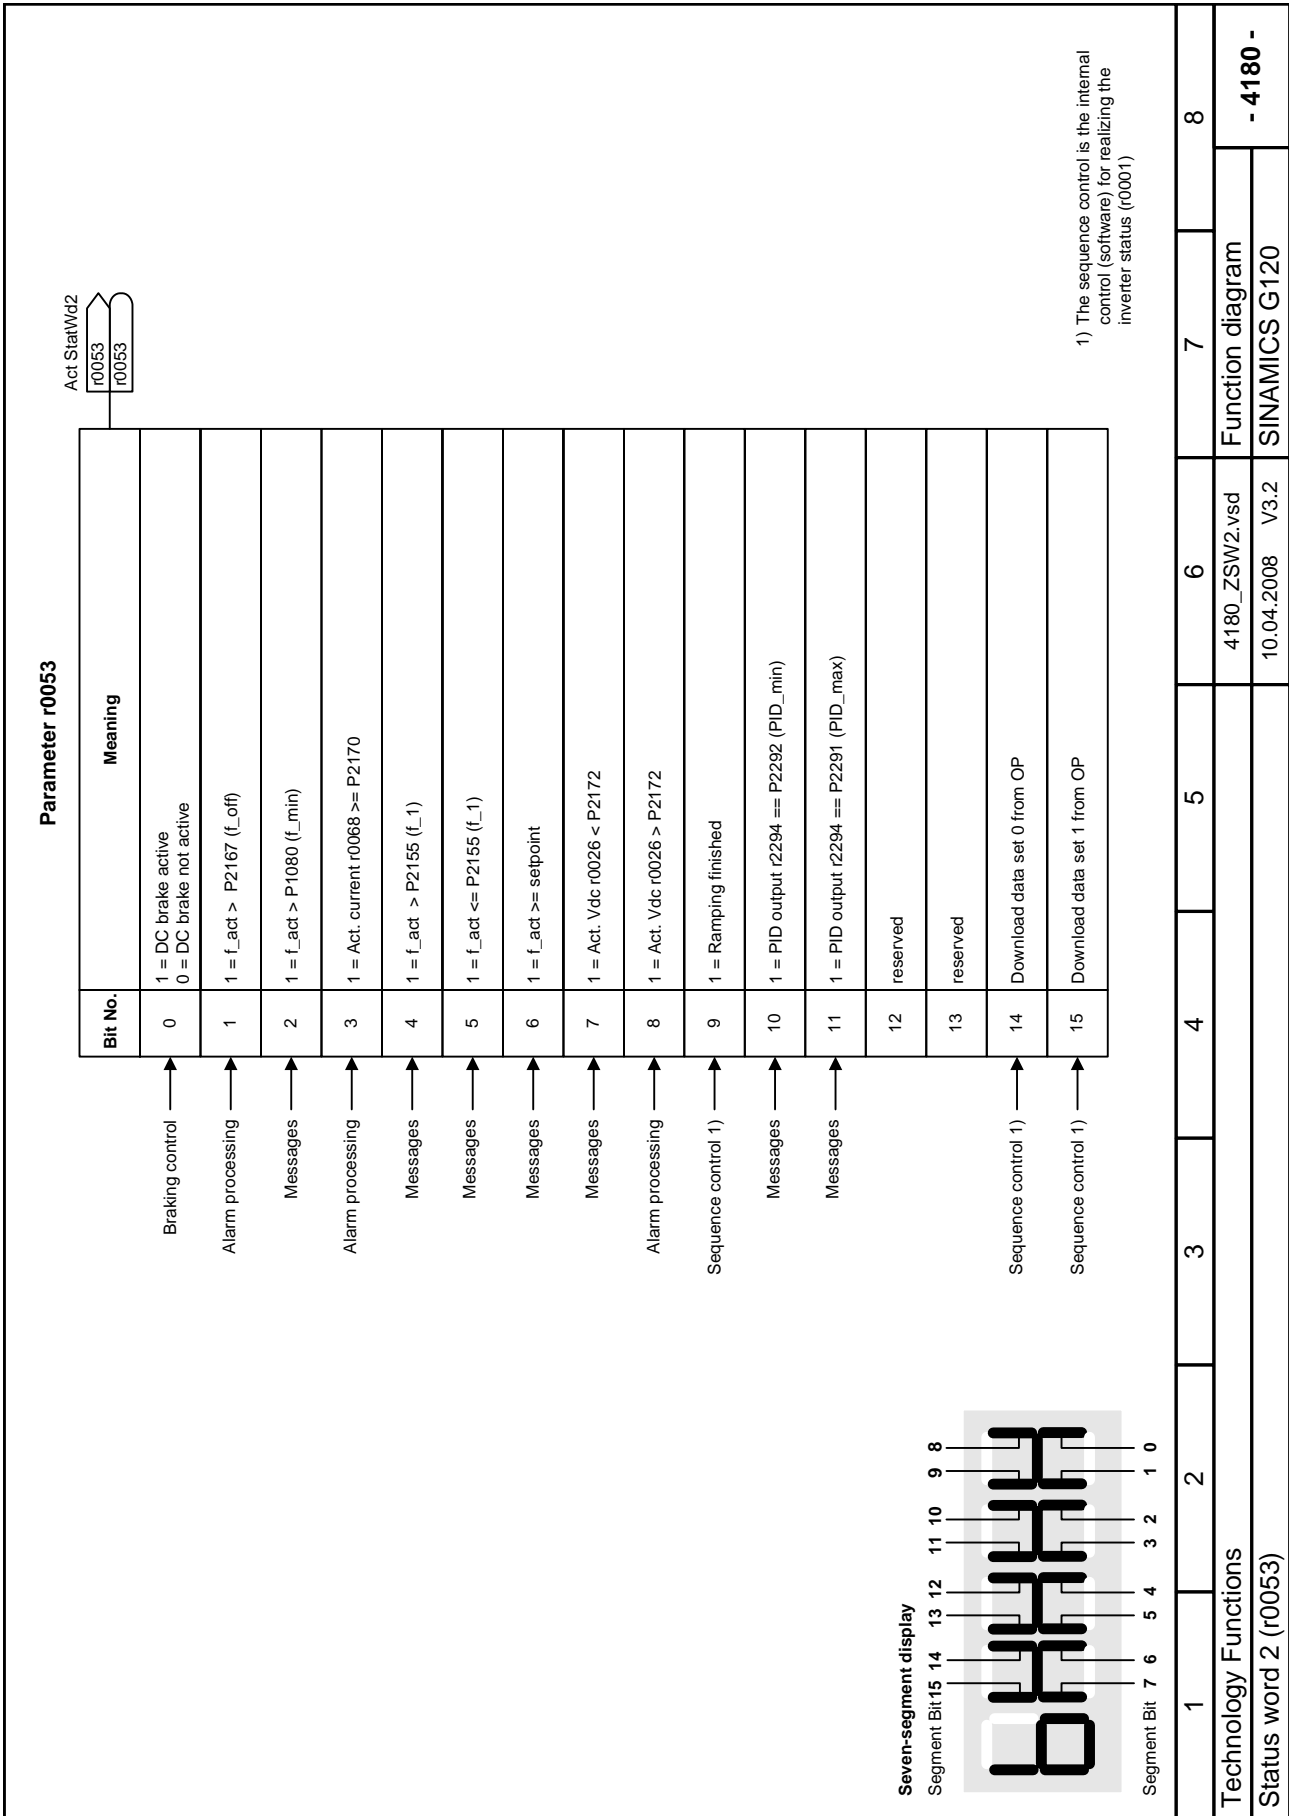 Parameter r0053
Act StatWd2
r0053
r0053
Bit No. Meaning
Braking control 0 1 = DC brake active
0 = DC brake not active
Alarm processing 1 1 = f_act > P2167 (f_off)
Messages 2 1 = f_act > P1080 (f_min)
Alarm processing 3 1 = Act. current r0068 >= P2170
Messages 4 1 = f_act > P2155 (f_1)
Messages 5 1 = f_act <= P2155 (f_1)
Messages 6 1 = f_act >= setpoint
Messages 7 1 = Act. Vdc r0026 < P2172
Alarm processing 8 1 = Act. Vdc r0026 > P2172
Sequence control 1) 9 1 = Ramping finished
Messages 10 1 = PID output r2294 == P2292 (PID_min)
Messages 11 1 = PID output r2294 == P2291 (PID_max)
12 reserved
13 reserved
Sequence control 1) 14 Download data set 0 from OP
Sequence control 1) 15 Download data set 1 from OP
Seven-segment display
Segment Bit 15 14 13 12 11 10 9 8
Segment Bit 7 6 5 4 3 2 1 0
1) The sequence control is the internal
control (software) for realizing the
inverter status (r0001)
1 2 3 4 5 6 7 8
Technology Functions 4180_ZSW2.vsd Function diagram - 4180 -
Status word 2 (r0053) 10.04.2008 V3.2 SINAMICS G120